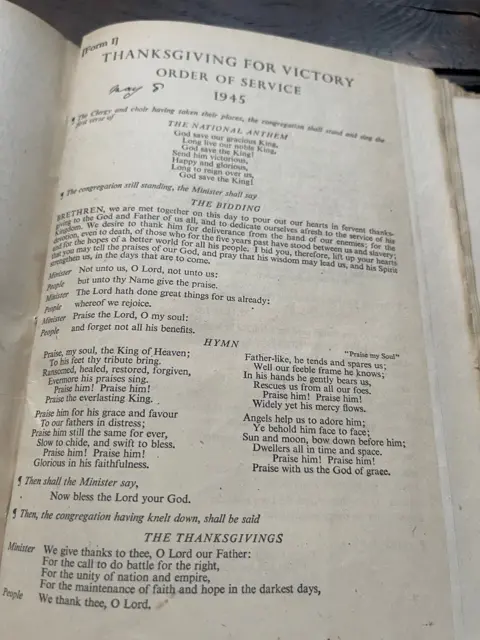 [Form I]
THANKSGIVING FOR VICTORY
ORDER OF SERVICE
1945
May 8
¶ The Clergy and choir having taken their places, the congregation shall stand and sing the
first verse of
THE NATIONAL ANTHEM
God save our gracious King,
Long live our noble King,
God save the King!
Send him victorious,
Happy and glorious,
Long to reign over us,
God save the King!
¶ The congregation still standing, the Minister shall say
THE BIDDING
BRETHREN, we are met together on this day to pour out our hearts in fervent thanks-
giving to the God and Father of us all, and to dedicate ourselves afresh to the service of his
Kingdom. We desire to thank him for deliverance from the hand of our enemies; for the
devotion, even to death, of those who for the five years past have stood between us and slavery;
and for the hopes of a better world for all his people. I bid you, therefore, lift up your hearts
that you may tell the praises of our God, and pray that his wisdom may lead us, and his Spirit
strengthen us, in the days that are to come.
Minister Not unto us, O Lord, not unto us:
People but unto thy Name give the praise.
Minister The Lord hath done great things for us already:
People whereof we rejoice.
Minister Praise the Lord, O my soul:
People and forget not all his benefits.
HYMN
"Praise my Soul"
Praise, my soul, the King of Heaven;
To his feet thy tribute bring.
Ransomed, healed, restored, forgiven,
Evermore his praises sing.
Praise him! Praise him!
Praise the everlasting King.
Praise him for his grace and favour
To our fathers in distress;
Praise him still the same for ever,
Slow to chide, and swift to bless.
Praise him! Praise him!
Glorious in his faithfulness.
Father-like, he tends and spares us;
Well our feeble frame he knows;
In his hands he gently bears us,
Rescues us from all our foes.
Praise him! Praise him!
Widely yet his mercy flows.
Angels help us to adore him;
Ye behold him face to face;
Sun and moon, bow down before him;
Dwellers all in time and space.
Praise him! Praise him!
Praise with us the God of grace.
¶ Then shall the Minister say,
Now bless the Lord your God.
¶ Then, the congregation having knelt down, shall be said
THE THANKSGIVINGS
Minister We give thanks to thee, O Lord our Father:
For the call to do battle for the right,
For the unity of nation and empire,
For the maintenance of faith and hope in the darkest days,
People We thank thee, O Lord.